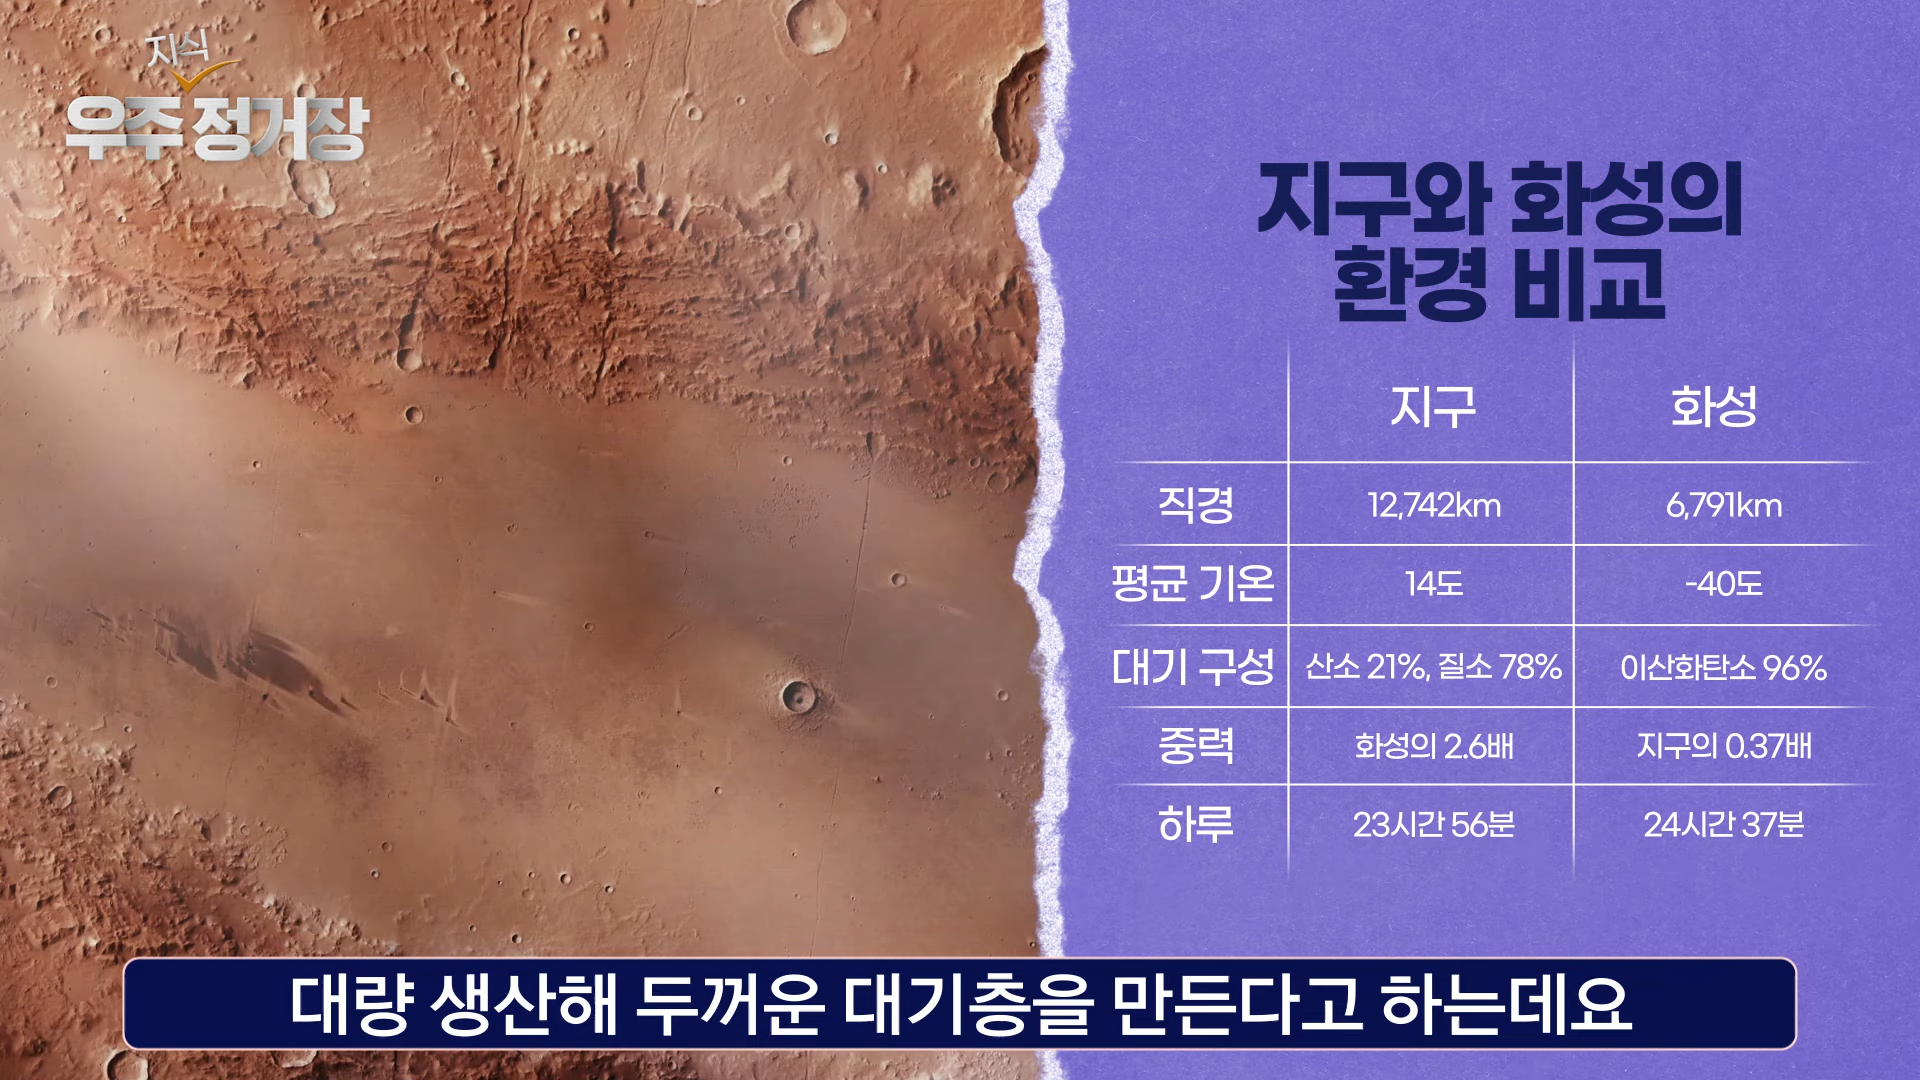 지식
우주 정거장
지구와 화성의
환경 비교
지구 화성
직경 12,742km 6,791km
평균 기온 14도 -40도
대기 구성 산소 21%, 질소 78% 이산화탄소 96%
중력 화성의 2.6배 지구의 0.37배
하루 23시간 56분 24시간 37분
대량 생산해 두꺼운 대기층을 만든다고 하는데요